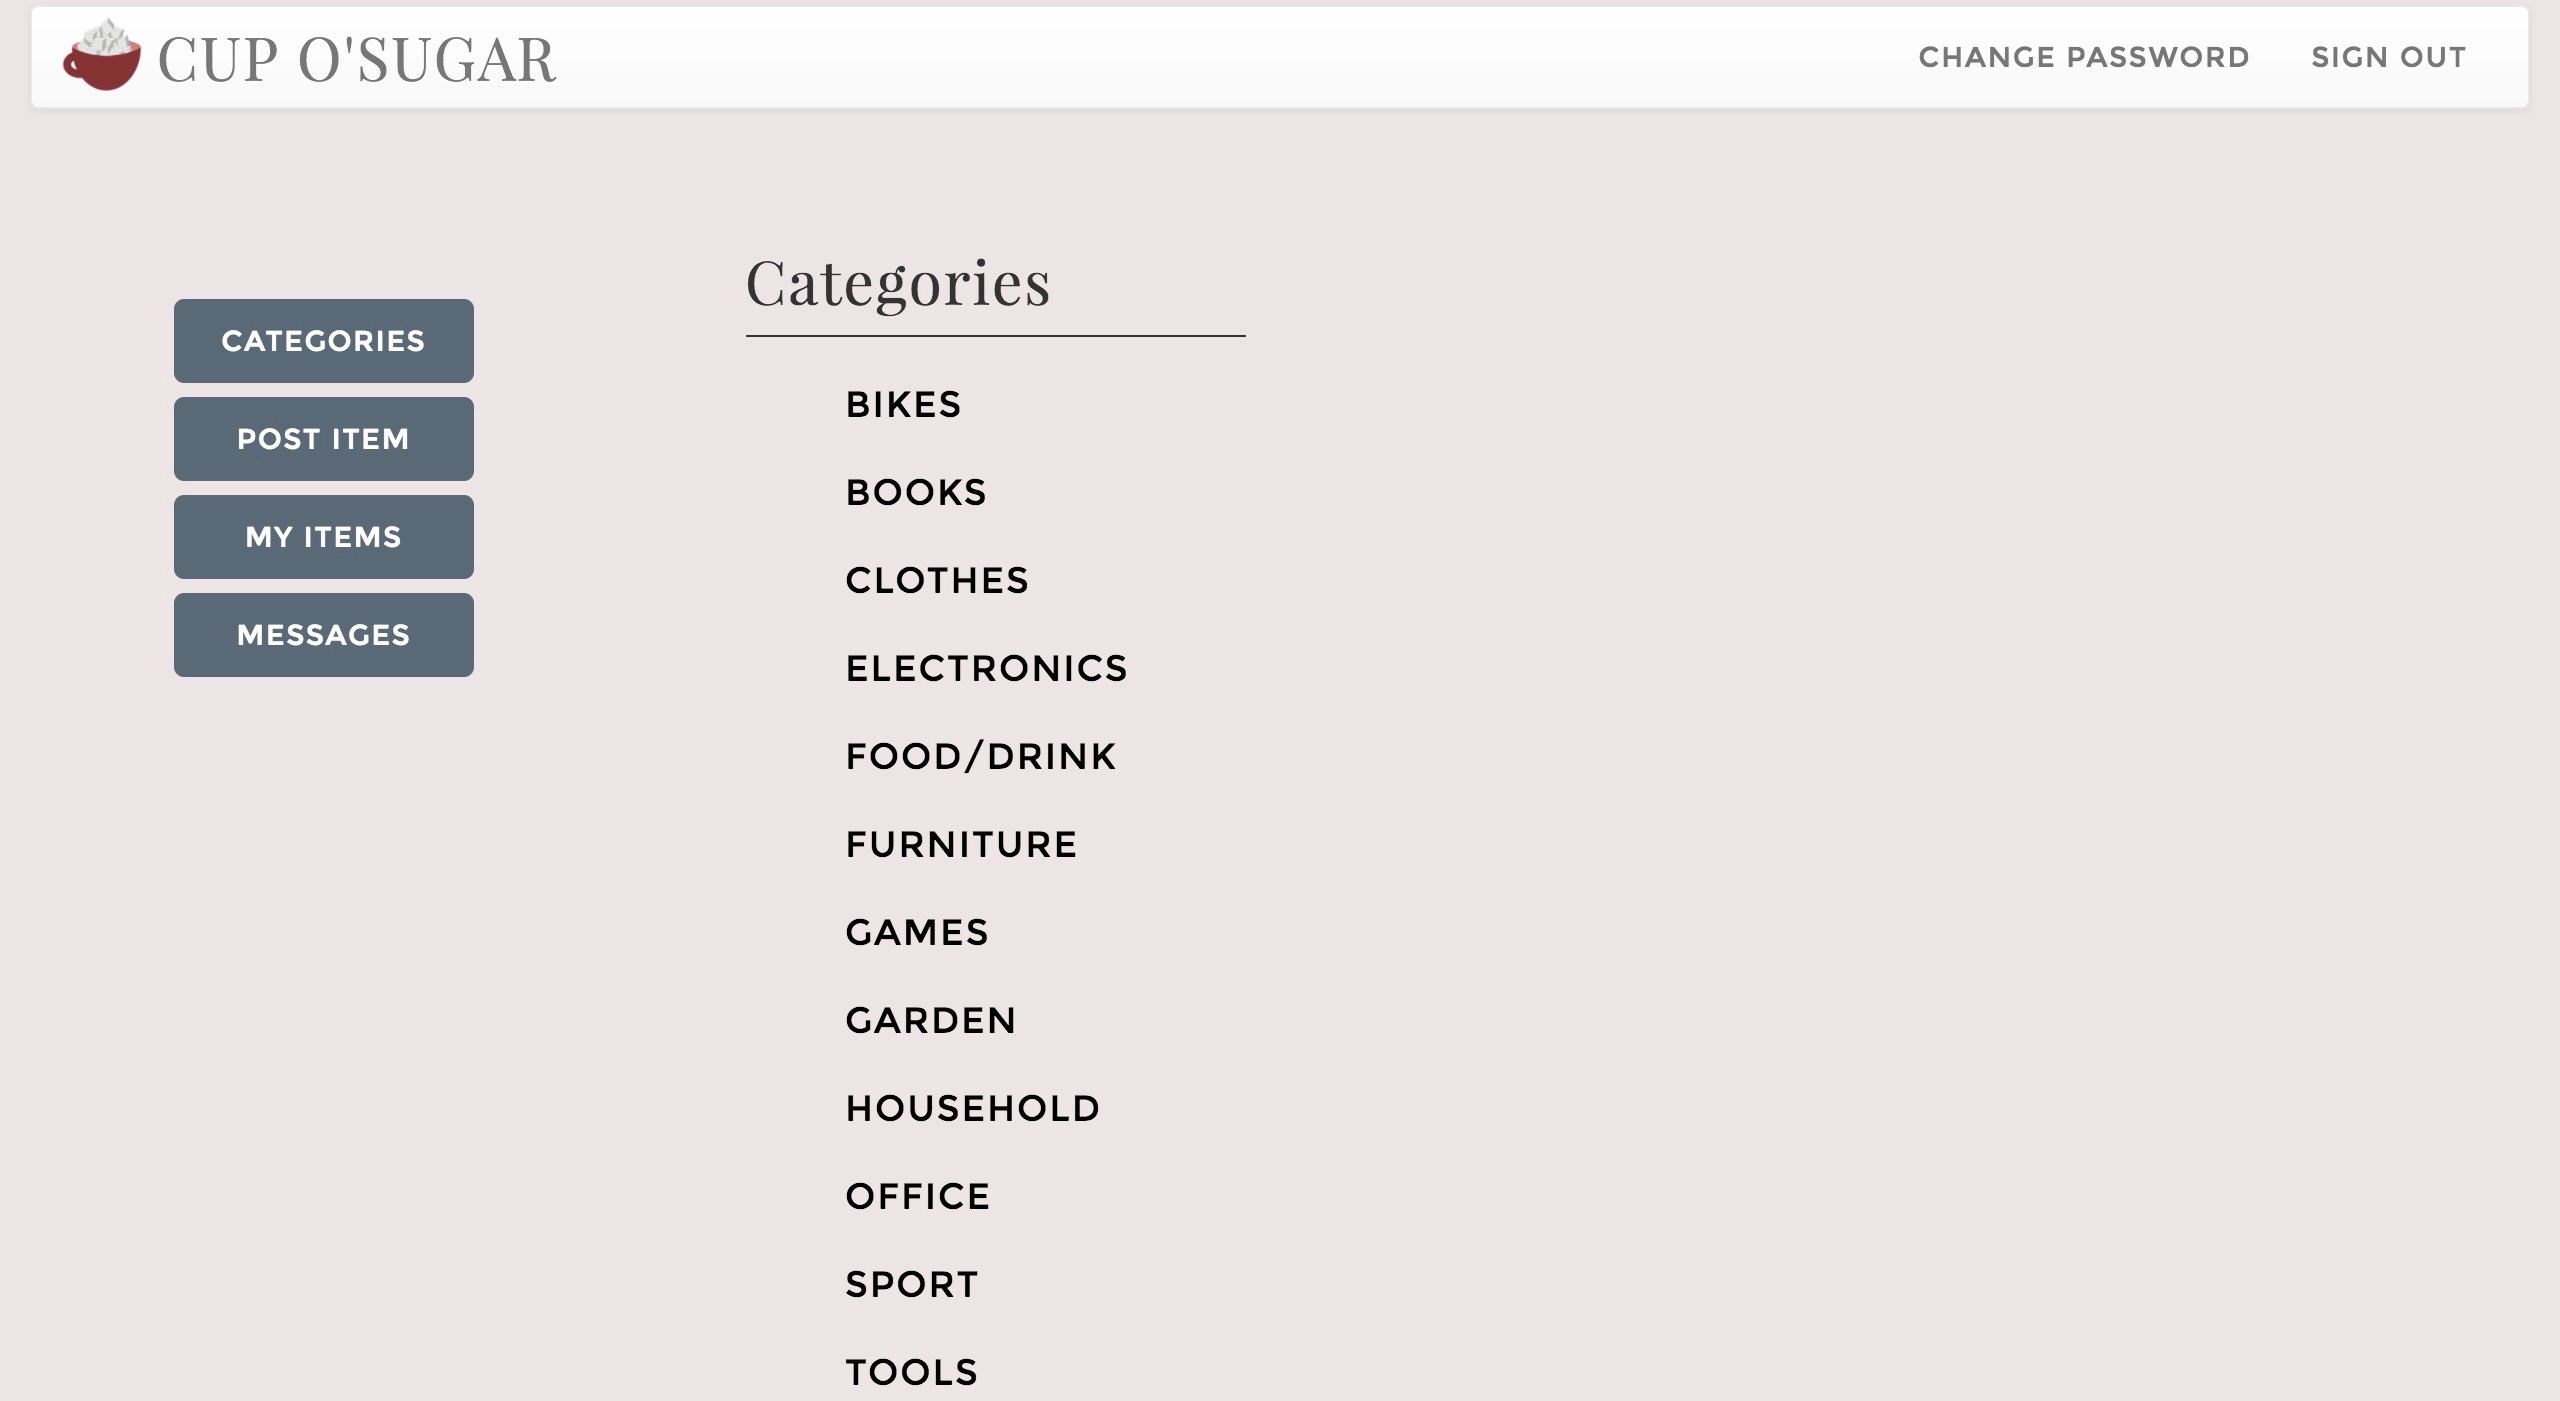 CUP O'SUGAR
CHANGE PASSWORD
SIGN OUT
CATEGORIES
POST ITEM
MY ITEMS
MESSAGES
Categories
BIKES
BOOKS
CLOTHES
ELECTRONICS
FOOD/DRINK
FURNITURE
GAMES
GARDEN
HOUSEHOLD
OFFICE
SPORT
TOOLS